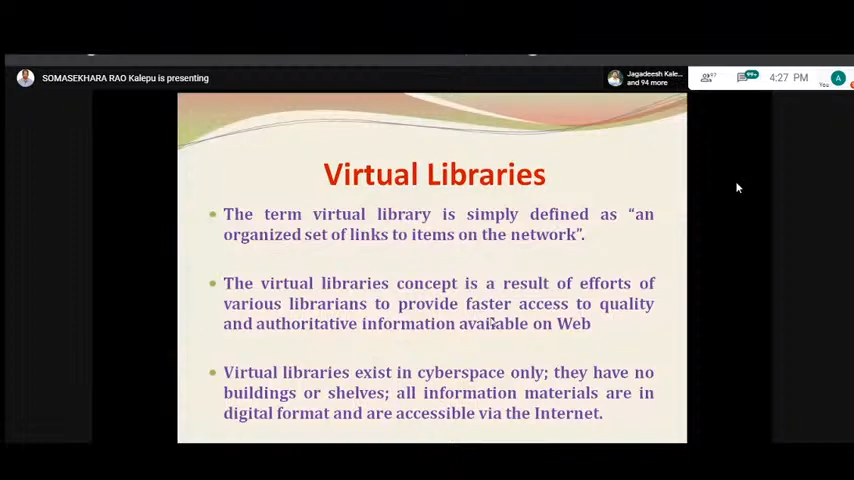 SOMASEKHARA RAO Kalepu is presenting
Jagadeesh Kale...
and 94 more
99+
4:27 PM
A
You
Virtual Libraries
The term virtual library is simply defined as “an
organized set of links to items on the network”.
The virtual libraries concept is a result of efforts of
various librarians to provide faster access to quality
and authoritative information available on Web
Virtual libraries exist in cyberspace only; they have no
buildings or shelves; all information materials are in
digital format and are accessible via the Internet.